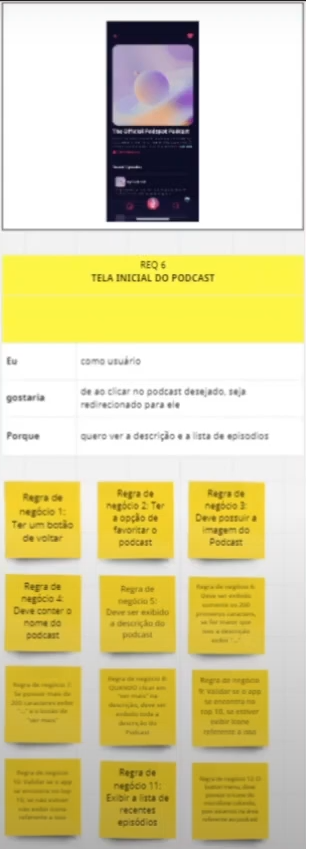 The Official Podspot Podcast
REQ 6
TELA INICIAL DO PODCAST
Eu
como usuário
gostaria
de ao clicar no podcast desejado, seja
redirecionado para ele
Porque
quero ver a descrição e a lista de episodios
Regra de
negócio 1:
Ter um botão
de voltar
Regra de
negócio 2: Ter
a opção de
favoritar o
podcast
Regra de
negócio 3:
Deve possuir a
imagem do
Podcast
Regra de
negócio 4:
Deve conter o
nome do
podcast
Regra de
negócio 5:
Deve ser exibido
a descrição do
podcast
Regra de negócio 6:
Deve ser exibido
somente os 200
primeiros caracteres,
se for maior que
isso a descrição
exibir "..."
Regra de negócio 7:
Se possuir mais de
200 caracteres exibir
"..." e o botão de
"ver mais"
Regra de negócio 8:
QUANDO clicar em
"ver mais" na
descrição, deve ser
exibido toda a
descrição do
Podcast
Regra de negócio
9: Validar se o app
se encontra no
top 10, se estiver
exibir ícone
referente a isso
Regra de negócio
10: Validar se o app
se encontra no top
10, se não estiver
não exibir ícone
referente a isso
Regra de
negócio 11:
Exibir a lista de
recentes
episódios
Regra de negócio 12: O